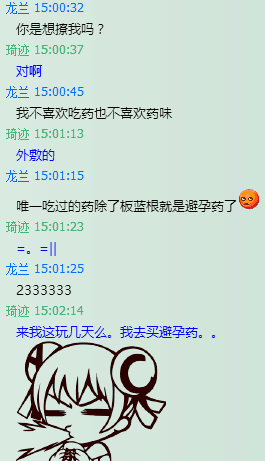 龙兰 15:00:32
你是想撩我吗？
琦迹 15:00:37
对啊
龙兰 15:00:45
我不喜欢吃药也不喜欢药味
琦迹 15:01:13
外敷的
龙兰 15:01:15
唯一吃过的药除了板蓝根就是避孕药了
琦迹 15:01:23
=。=||
龙兰 15:01:25
2333333
琦迹 15:02:14
来我这玩几天么。我去买避孕药。。